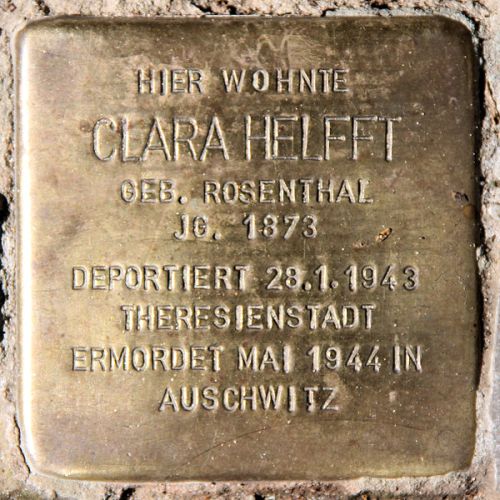 HIER WOHNTE
CLARA HELFFT
GEB. ROSENTHAL
JG. 1873
DEPORTIERT 28.1.1943
THERESIENSTADT
ERMORDET MAI 1944 IN
AUSCHWITZ